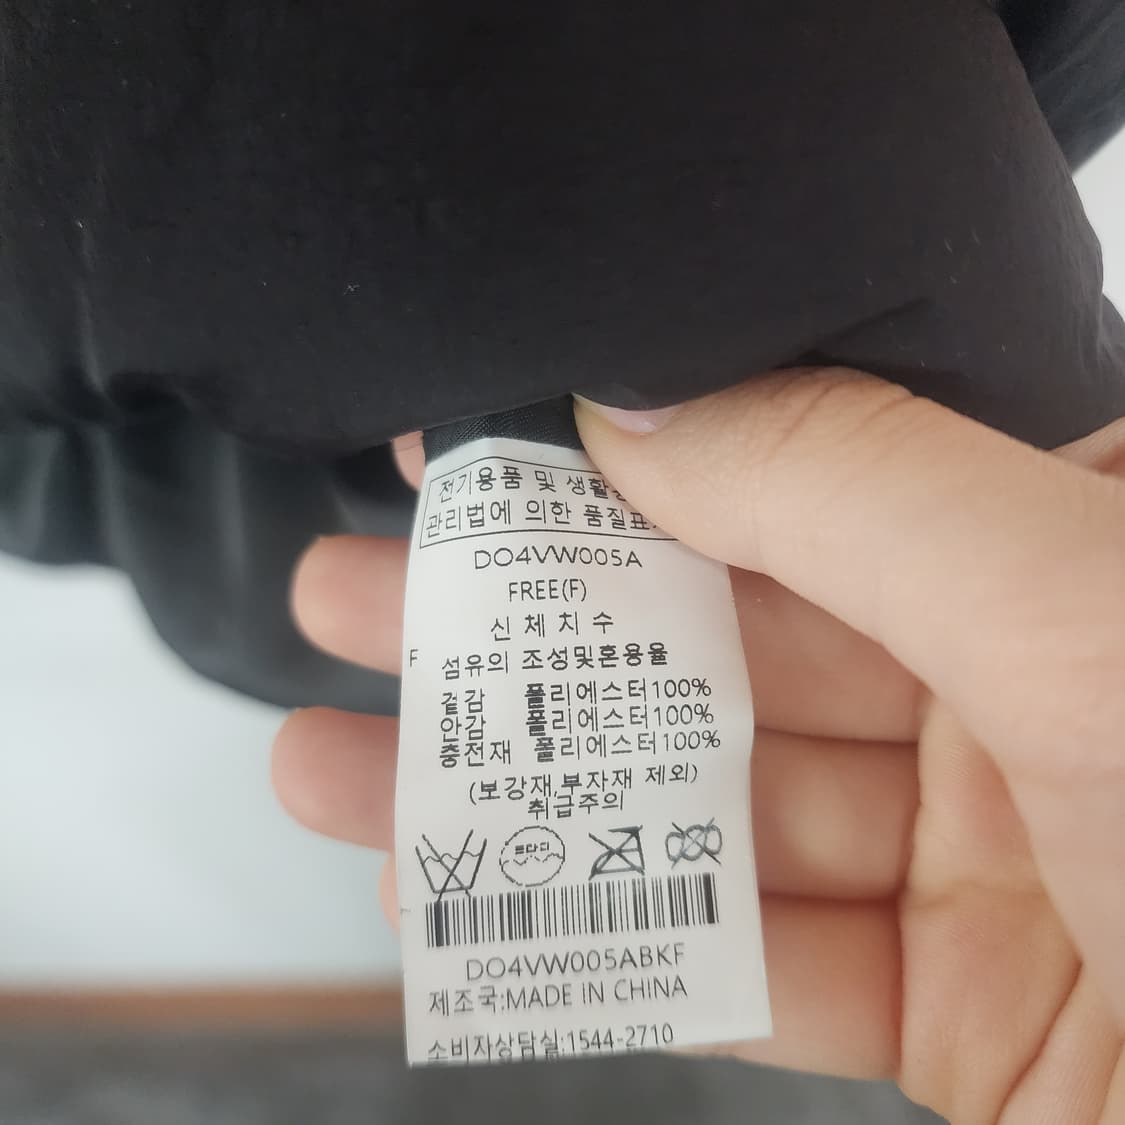 전기용품 및 생활
관리법에 의한 품질표
DO4VW005A
FREE(F)
신 체 치 수
F
섬유의 조성및혼용율
겉감 폴리에스터100%
안감 폴리에스터100%
충전재 폴리에스터100%
(보강재,부자재 제외)
취급주의
드라이
DO4VW005ABKF
제조국:MADE IN CHINA
소비자상담실:1544-2710